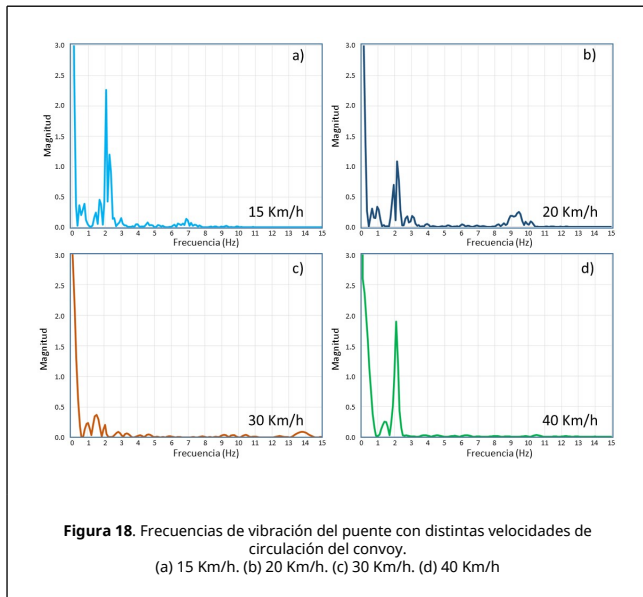 a)
3.0
2.5
2.0
1.5
1.0
0.5
0.0
Magnitud
15 Km/h
0 1 2 3 4 5 6 7 8 9 10 11 12 13 14 15
Frecuencia (Hz)
b)
3.0
2.5
2.0
1.5
1.0
0.5
0.0
Magnitud
20 Km/h
0 1 2 3 4 5 6 7 8 9 10 11 12 13 14 15
Frecuencia (Hz)
c)
3.0
2.5
2.0
1.5
1.0
0.5
0.0
Magnitud
30 Km/h
0 1 2 3 4 5 6 7 8 9 10 11 12 13 14 15
Frecuencia (Hz)
d)
3.0
2.5
2.0
1.5
1.0
0.5
0.0
Magnitud
40 Km/h
0 1 2 3 4 5 6 7 8 9 10 11 12 13 14 15
Frecuencia (Hz)
Figura 18. Frecuencias de vibración del puente con distintas velocidades de
circulación del convoy.
(a) 15 Km/h. (b) 20 Km/h. (c) 30 Km/h. (d) 40 Km/h